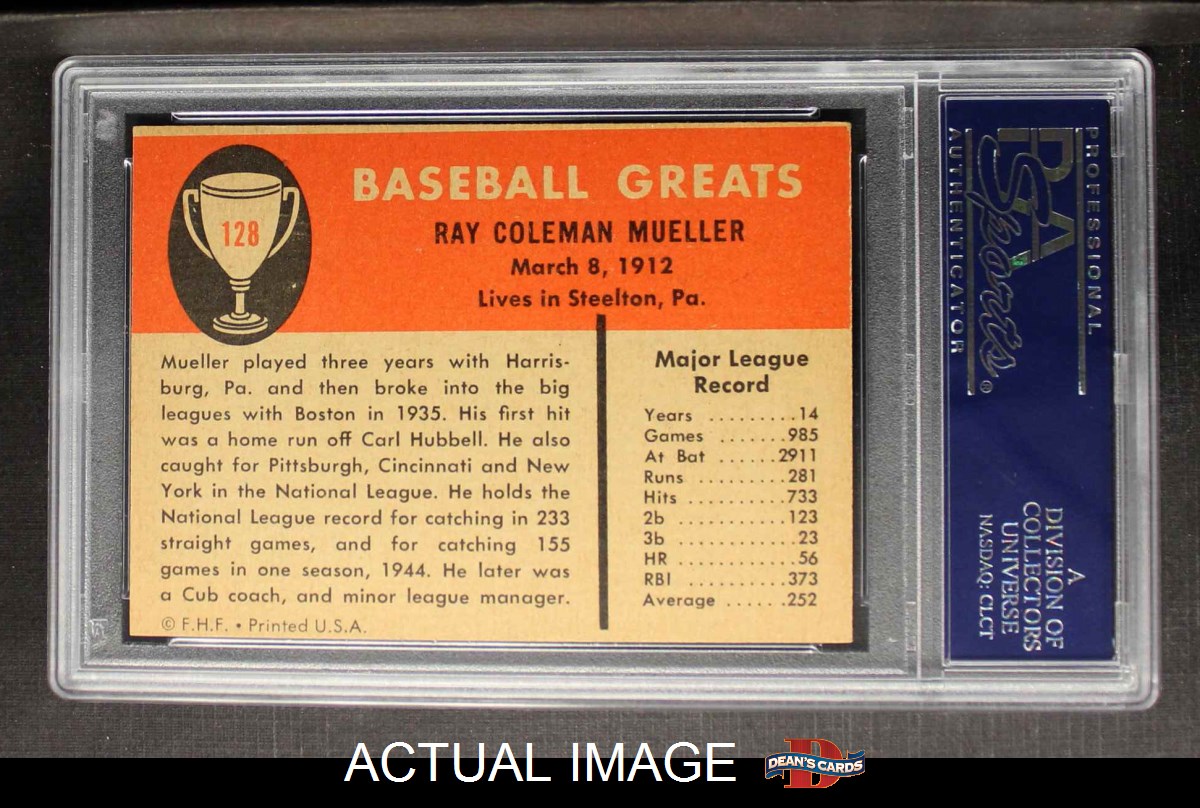 128
BASEBALL GREATS
RAY COLEMAN MUELLER
March 8, 1912
Lives in Steelton, Pa.
Mueller played three years with Harris-
burg, Pa. and then broke into the big
leagues with Boston in 1935. His first hit
was a home run off Carl Hubbell. He also
caught for Pittsburgh, Cincinnati and New
York in the National League. He holds the
National League record for catching in 233
straight games, and for catching 155
games in one season, 1944. He later was
a Cub coach, and minor league manager.
© F.H.F. • Printed U.S.A.
Major League
Record
Years .........14
Games .......985
At Bat ......2911
Runs .........281
Hits ..........733
2b ...........123
3b .............23
HR .............56
RBI ..........373
Average ......252
PROFESSIONAL
PSA
Sports®
AUTHENTICATOR
A
DIVISION OF
COLLECTORS
UNIVERSE
NASDAQ: CLCT
ACTUAL IMAGE
D
DEAN'S CARDS